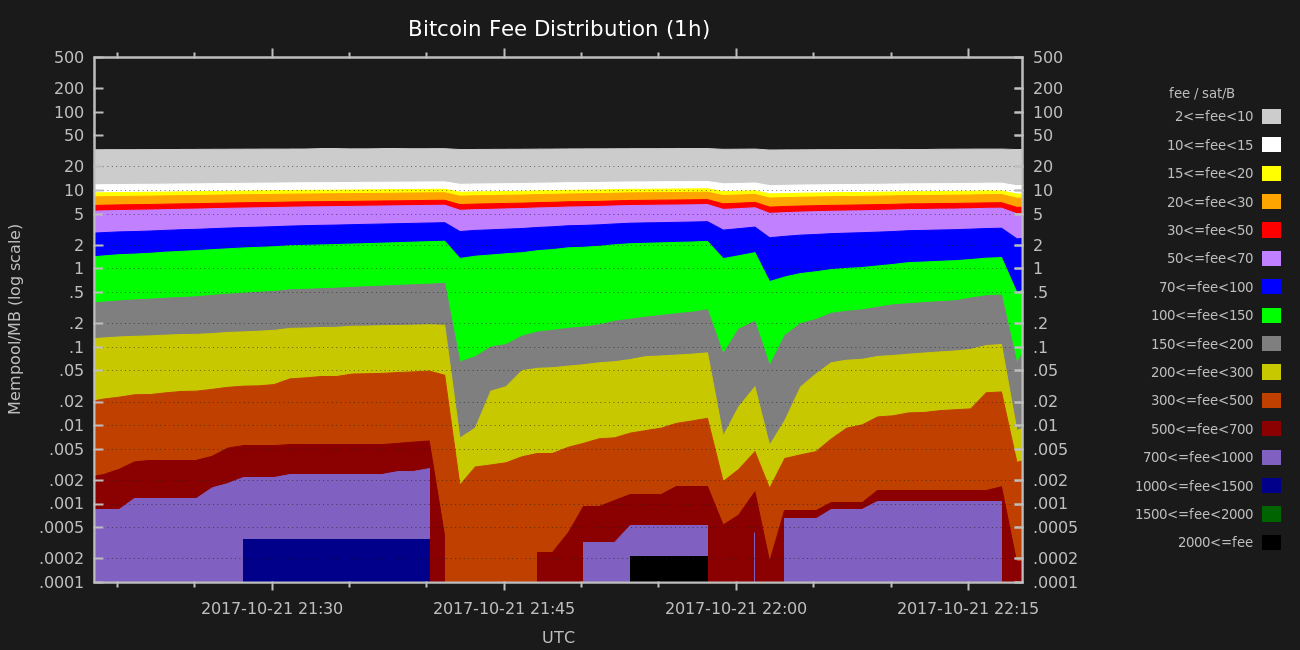 Bitcoin Fee Distribution (1h)
500
200
100
50
20
10
5
2
1
.5
.2
.1
.05
.02
.01
.005
.002
.001
.0005
.0002
.0001
Mempool/MB (log scale)
500
200
100
50
20
10
5
2
1
.5
.2
.1
.05
.02
.01
.005
.002
.001
.0005
.0002
.0001
2017-10-21 21:30
2017-10-21 21:45
2017-10-21 22:00
2017-10-21 22:15
UTC
fee / sat/B
2<=fee<10
10<=fee<15
15<=fee<20
20<=fee<30
30<=fee<50
50<=fee<70
70<=fee<100
100<=fee<150
150<=fee<200
200<=fee<300
300<=fee<500
500<=fee<700
700<=fee<1000
1000<=fee<1500
1500<=fee<2000
2000<=fee